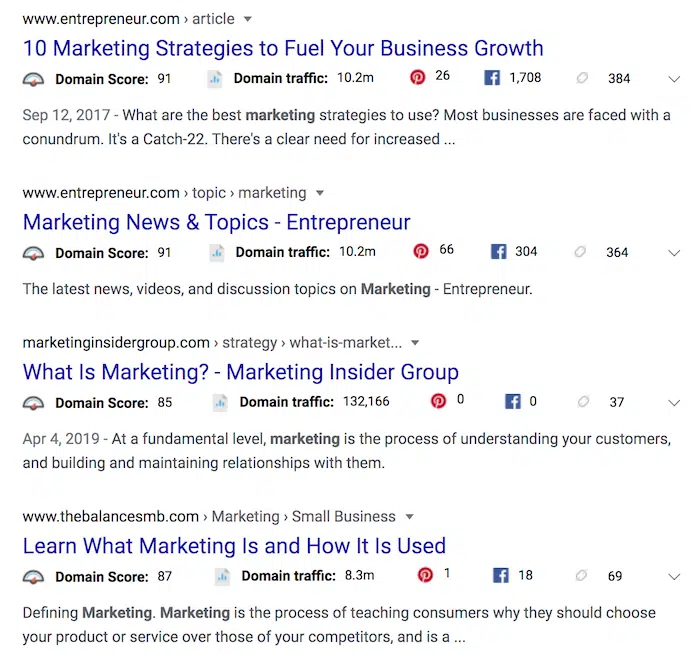 www.entrepreneur.com › article
10 Marketing Strategies to Fuel Your Business Growth
Domain Score: 91 Domain traffic: 10.2m 26 1,708 384
Sep 12, 2017 - What are the best marketing strategies to use? Most businesses are faced with a
conundrum. It's a Catch-22. There's a clear need for increased ...
www.entrepreneur.com › topic › marketing
Marketing News & Topics - Entrepreneur
Domain Score: 91 Domain traffic: 10.2m 66 304 364
The latest news, videos, and discussion topics on Marketing - Entrepreneur.
marketinginsidergroup.com › strategy › what-is-market...
What Is Marketing? - Marketing Insider Group
Domain Score: 85 Domain traffic: 132,166 0 0 37
Apr 4, 2019 - At a fundamental level, marketing is the process of understanding your customers,
and building and maintaining relationships with them.
www.thebalancesmb.com › Marketing › Small Business
Learn What Marketing Is and How It Is Used
Domain Score: 87 Domain traffic: 8.3m 1 18 69
Defining Marketing. Marketing is the process of teaching consumers why they should choose
your product or service over those of your competitors, and is a ...